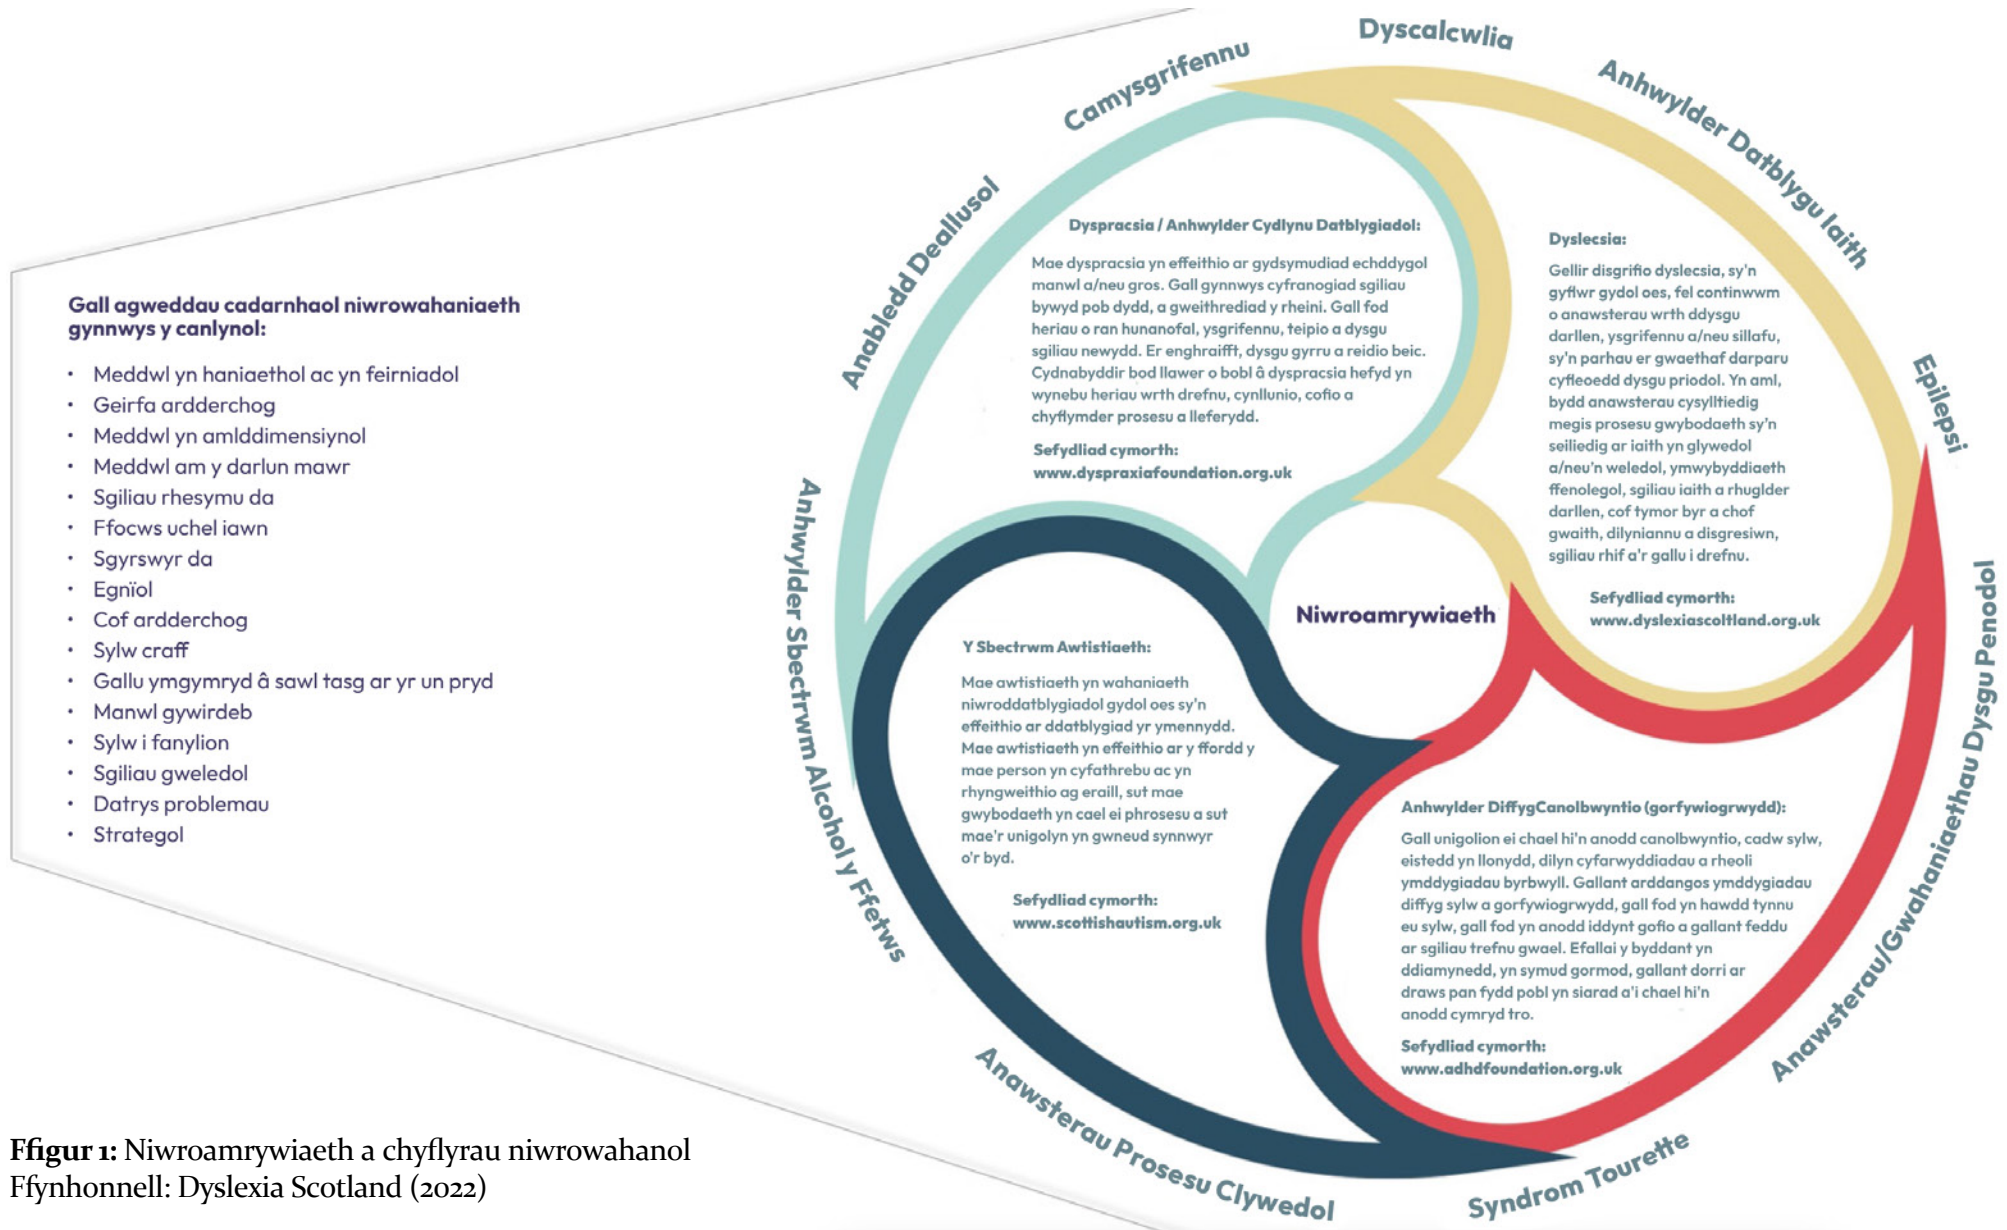 Gall agweddau cadarnhaol niwrowahaniaeth
gynnwys y canlynol:
• Meddwl yn haniaethol ac yn feirniadol
• Geirfa ardderchog
• Meddwl yn amlddimensiynol
• Meddwl am y darlun mawr
• Sgiliau rhesymu da
• Ffocws uchel iawn
• Sgyrswyr da
• Egnïol
• Cof ardderchog
• Sylw craff
• Gallu ymgymryd â sawl tasg ar yr un pryd
• Manwl gywirdeb
• Sylw i fanylion
• Sgiliau gweledol
• Datrys problemau
• Strategol
Anhwylder Sbectrwm Alcohol y Ffetws
Anabledd Deallusol
Camysgrifennu
Dyscalcwlia
Anhwylder Datblygu Iaith
Epilepsi
Anawsterau/Gwahaniaethau Dysgu Penodol
Syndrom Tourette
Anawsterau Prosesu Clywedol
Dyspracsia / Anhwylder Cydlynu Datblygiadol:
Mae dyspracsia yn effeithio ar gydsymudiad echddygol
manwl a/neu gros. Gall gynnwys cyfranogiad sgiliau
bywyd pob dydd, a gweithrediad y rheini. Gall fod
heriau o ran hunanofal, ysgrifennu, teipio a dysgu
sgiliau newydd. Er enghraifft, dysgu gyrru a reidio beic.
Cydnabyddir bod llawer o bobl â dyspracsia hefyd yn
wynebu heriau wrth drefnu, cynllunio, cofio a
chyflymder prosesu a lleferydd.
Sefydliad cymorth:
www.dyspraxiafoundation.org.uk
Dyslecsia:
Gellir disgrifio dyslecsia, sy'n
gyflwr gydol oes, fel continwwm
o anawsterau wrth ddysgu
darllen, ysgrifennu a/neu sillafu,
sy'n parhau er gwaethaf darparu
cyfleoedd dysgu priodol. Yn aml,
bydd anawsterau cysylltiedig
megis prosesu gwybodaeth sy'n
seiliedig ar iaith yn glywedol
a/neu'n weledol, ymwybyddiaeth
ffenolegol, sgiliau iaith a rhuglder
darllen, cof tymor byr a chof
gwaith, dilyniannu a disgresiwn,
sgiliau rhif a'r gallu i drefnu.
Sefydliad cymorth:
www.dyslexiascoltland.org.uk
Niwroamrywiaeth
Y Sbectrwm Awtistiaeth:
Mae awtistiaeth yn wahaniaeth
niwroddatblygiadol gydol oes sy'n
effeithio ar ddatblygiad yr ymennydd.
Mae awtistiaeth yn effeithio ar y ffordd y
mae person yn cyfathrebu ac yn
rhyngweithio ag eraill, sut mae
gwybodaeth yn cael ei phrosesu a sut
mae'r unigolyn yn gwneud synnwyr
o'r byd.
Sefydliad cymorth:
www.scottishautism.org.uk
Anhwylder DiffygCanolbwyntio (gorfywiogrwydd):
Gall unigolion ei chael hi'n anodd canolbwyntio, cadw sylw,
eistedd yn llonydd, dilyn cyfarwyddiadau a rheoli
ymddygiadau byrbwyll. Gallant arddangos ymddygiadau
diffyg sylw a gorfywiogrwydd, gall fod yn hawdd tynnu
eu sylw, gall fod yn anodd iddynt gofio a gallant feddu
ar sgiliau trefnu gwael. Efallai y byddant yn
ddiamynedd, yn symud gormod, gallant dorri ar
draws pan fydd pobl yn siarad a'i chael hi'n
anodd cymryd tro.
Sefydliad cymorth:
www.adhdfoundation.org.uk
Ffigur 1: Niwroamrywiaeth a chyflyrau niwrowahanol
Ffynhonnell: Dyslexia Scotland (2022)